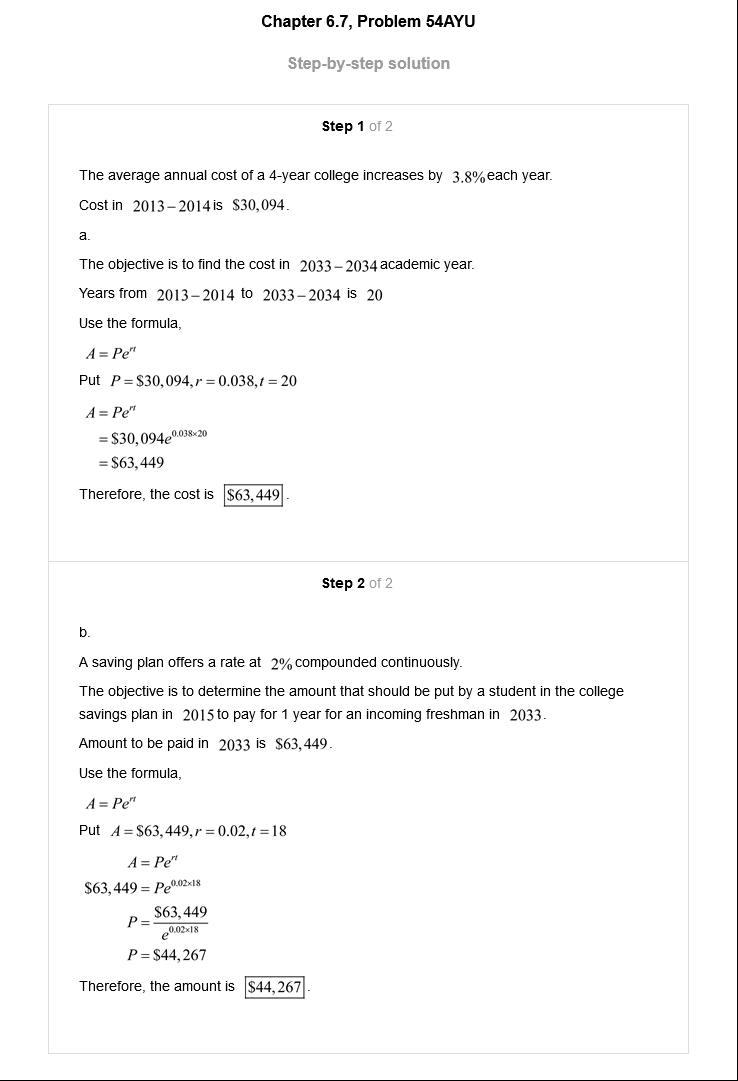 Chapter 6.7, Problem 54AYU
Step-by-step solution
Step 1 of 2
The average annual cost of a 4-year college increases by 3.8% each year.
Cost in 2013–2014 is $30,094.
a.
The objective is to find the cost in 2033–2034 academic year.
Years from 2013–2014 to 2033–2034 is 20
Use the formula,
A = Pe^{rt}
Put P = $30,094, r = 0.038, t = 20
A = Pe^{rt}
= $30,094e^{0.038×20}
= $63,449
Therefore, the cost is $63,449.
Step 2 of 2
b.
A saving plan offers a rate at 2% compounded continuously.
The objective is to determine the amount that should be put by a student in the college
savings plan in 2015 to pay for 1 year for an incoming freshman in 2033.
Amount to be paid in 2033 is $63,449.
Use the formula,
A = Pe^{rt}
Put A = $63,449, r = 0.02, t = 18
A = Pe^{rt}
$63,449 = Pe^{0.02×18}
P = $63,449 / e^{0.02×18}
P = $44,267
Therefore, the amount is $44,267.